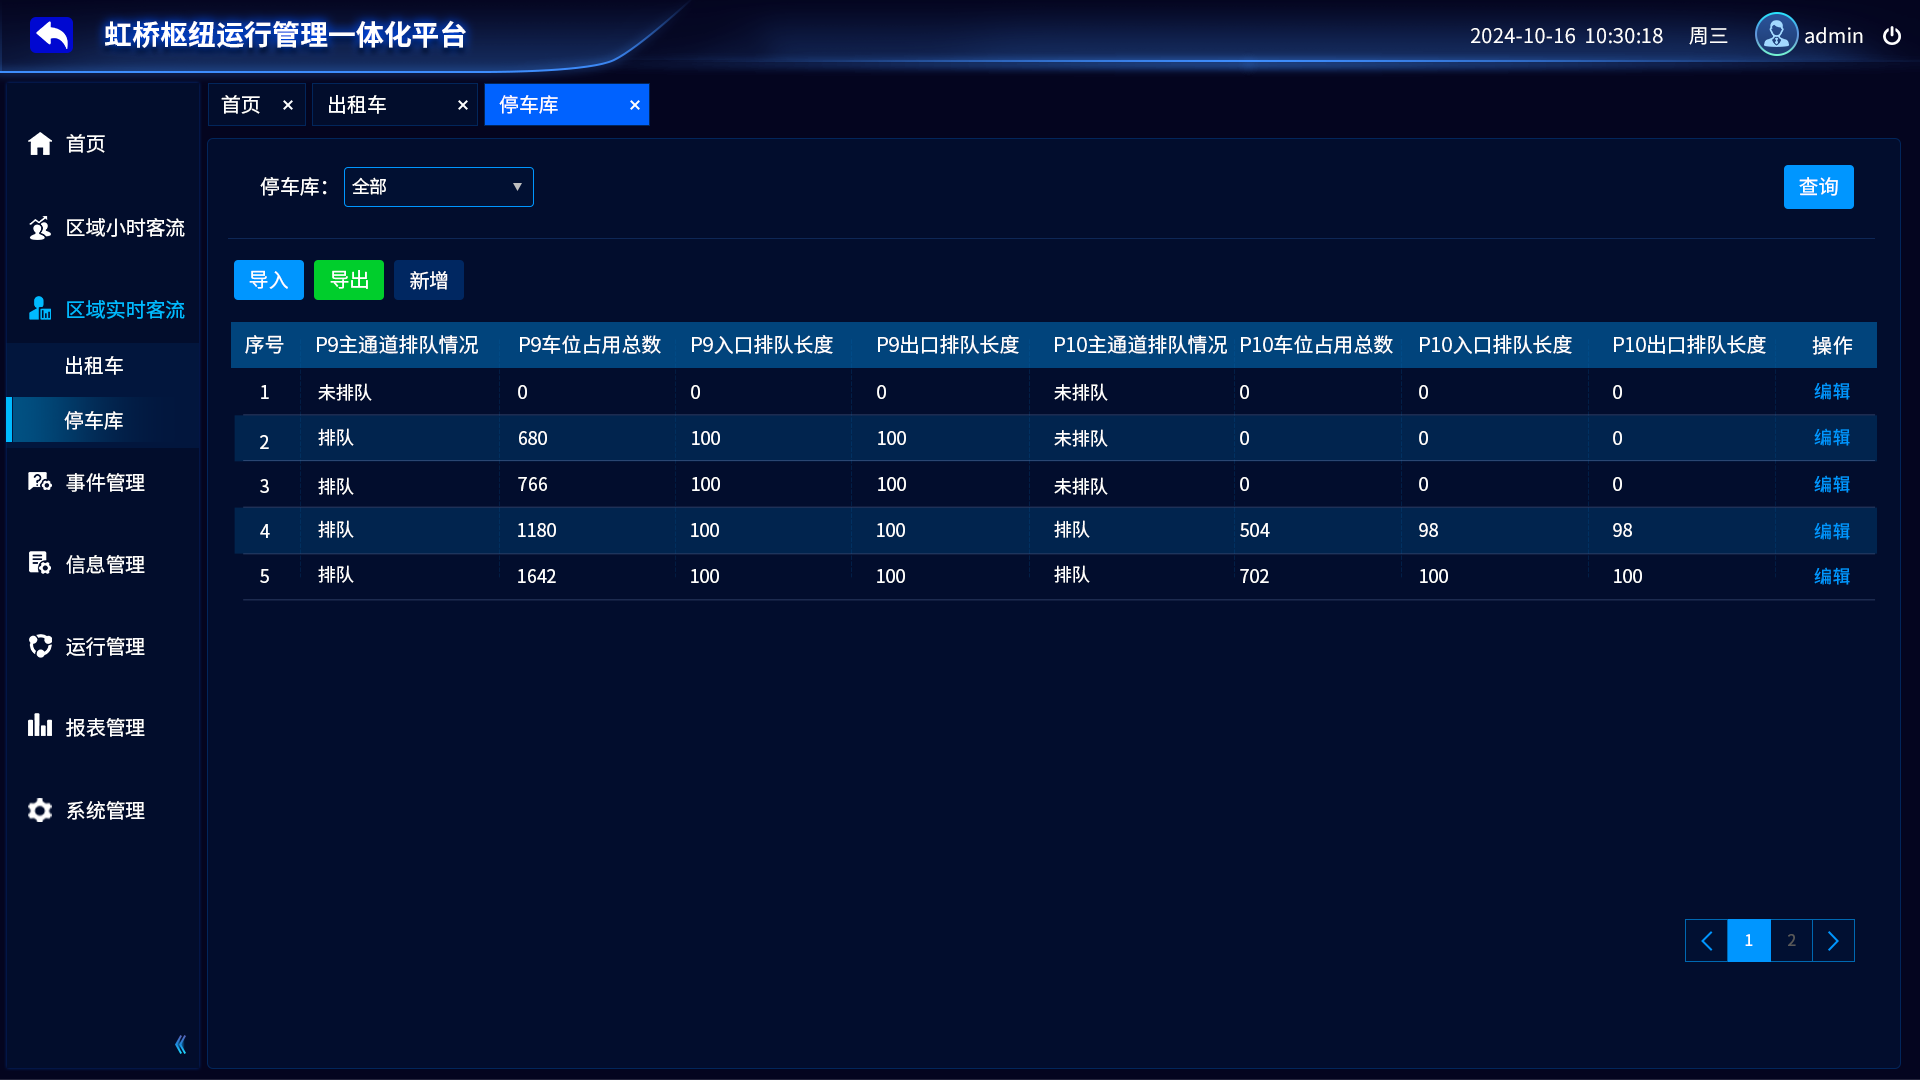 虹桥枢纽运行管理一体化平台
2024-10-16 10:30:18 周三 admin
首页 × 出租车 × 停车库 ×
首页
区域小时客流
区域实时客流
出租车
停车库
事件管理
信息管理
运行管理
报表管理
系统管理
停车库： 全部 查询
导入 导出 新增
序号 P9主通道排队情况 P9车位占用总数 P9入口排队长度 P9出口排队长度 P10主通道排队情况 P10车位占用总数 P10入口排队长度 P10出口排队长度 操作
1 未排队 0 0 0 未排队 0 0 0 编辑
2 排队 680 100 100 未排队 0 0 0 编辑
3 排队 766 100 100 未排队 0 0 0 编辑
4 排队 1180 100 100 排队 504 98 98 编辑
5 排队 1642 100 100 排队 702 100 100 编辑
1 2